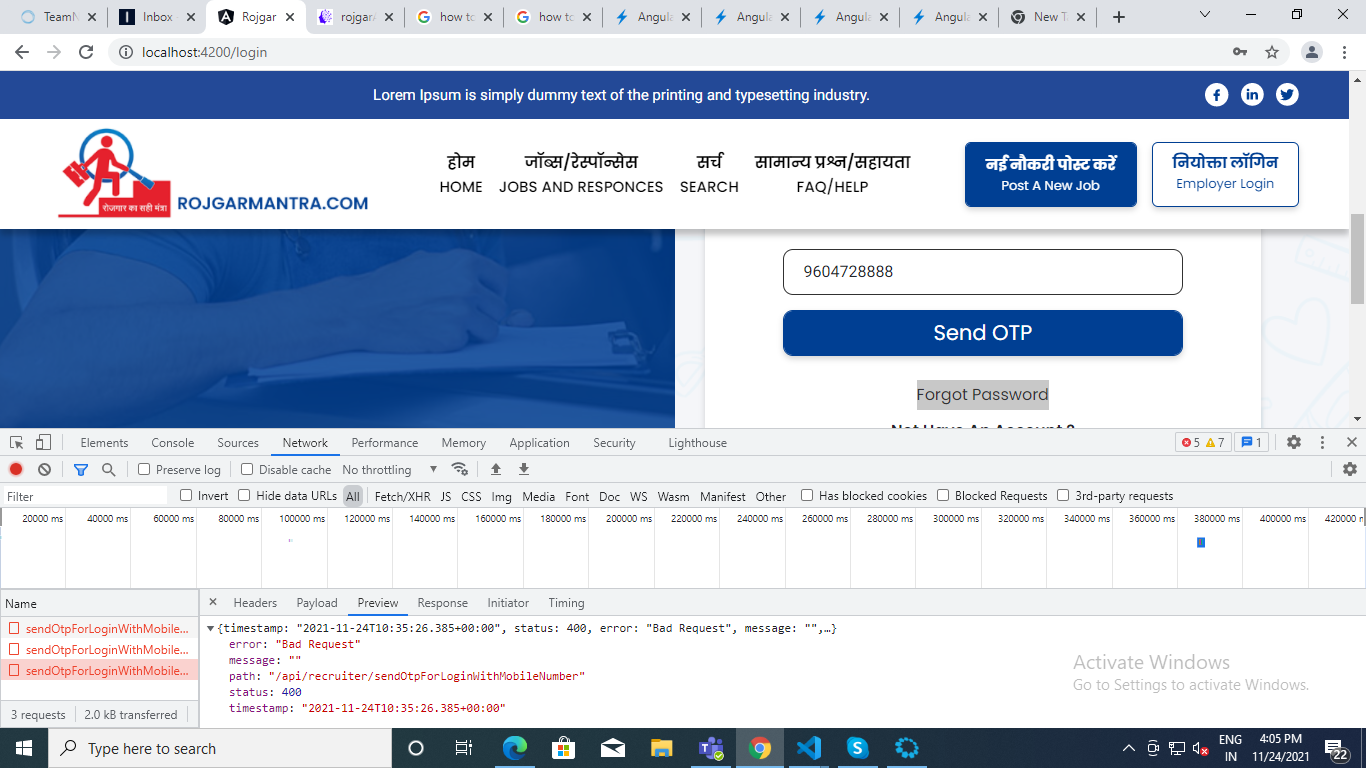 TeamN
Inbox
Rojgar
rojgarA
how to
how to
Angula
Angula
Angula
Angula
New T
localhost:4200/login
Lorem Ipsum is simply dummy text of the printing and typesetting industry.
रोजगार का सही मंत्रा
ROJGARMANTRA.COM
होम
HOME
जॉब्स/रेस्पॉन्सेस
JOBS AND RESPONCES
सर्च
SEARCH
सामान्य प्रश्न/सहायता
FAQ/HELP
नई नौकरी पोस्ट करें
Post A New Job
नियोक्ता लॉगिन
Employer Login
9604728888
Send OTP
Forgot Password
Not Have An Account ?
Elements Console Sources Network Performance Memory Application Security Lighthouse 5 7 1
Preserve log Disable cache No throttling
Filter Invert Hide data URLs All Fetch/XHR JS CSS Img Media Font Doc WS Wasm Manifest Other Has blocked cookies Blocked Requests 3rd-party requests
20000 ms 40000 ms 60000 ms 80000 ms 100000 ms 120000 ms 140000 ms 160000 ms 180000 ms 200000 ms 220000 ms 240000 ms 260000 ms 280000 ms 300000 ms 320000 ms 340000 ms 360000 ms 380000 ms 400000 ms 420000 m
Name
sendOtpForLoginWithMobile...
sendOtpForLoginWithMobile...
sendOtpForLoginWithMobile...
3 requests 2.0 kB transferred
Headers Payload Preview Response Initiator Timing
{timestamp: "2021-11-24T10:35:26.385+00:00", status: 400, error: "Bad Request", message: "",…}
error: "Bad Request"
message: ""
path: "/api/recruiter/sendOtpForLoginWithMobileNumber"
status: 400
timestamp: "2021-11-24T10:35:26.385+00:00"
Activate Windows
Go to Settings to activate Windows.
Type here to search
ENG
IN
4:05 PM
11/24/2021
22